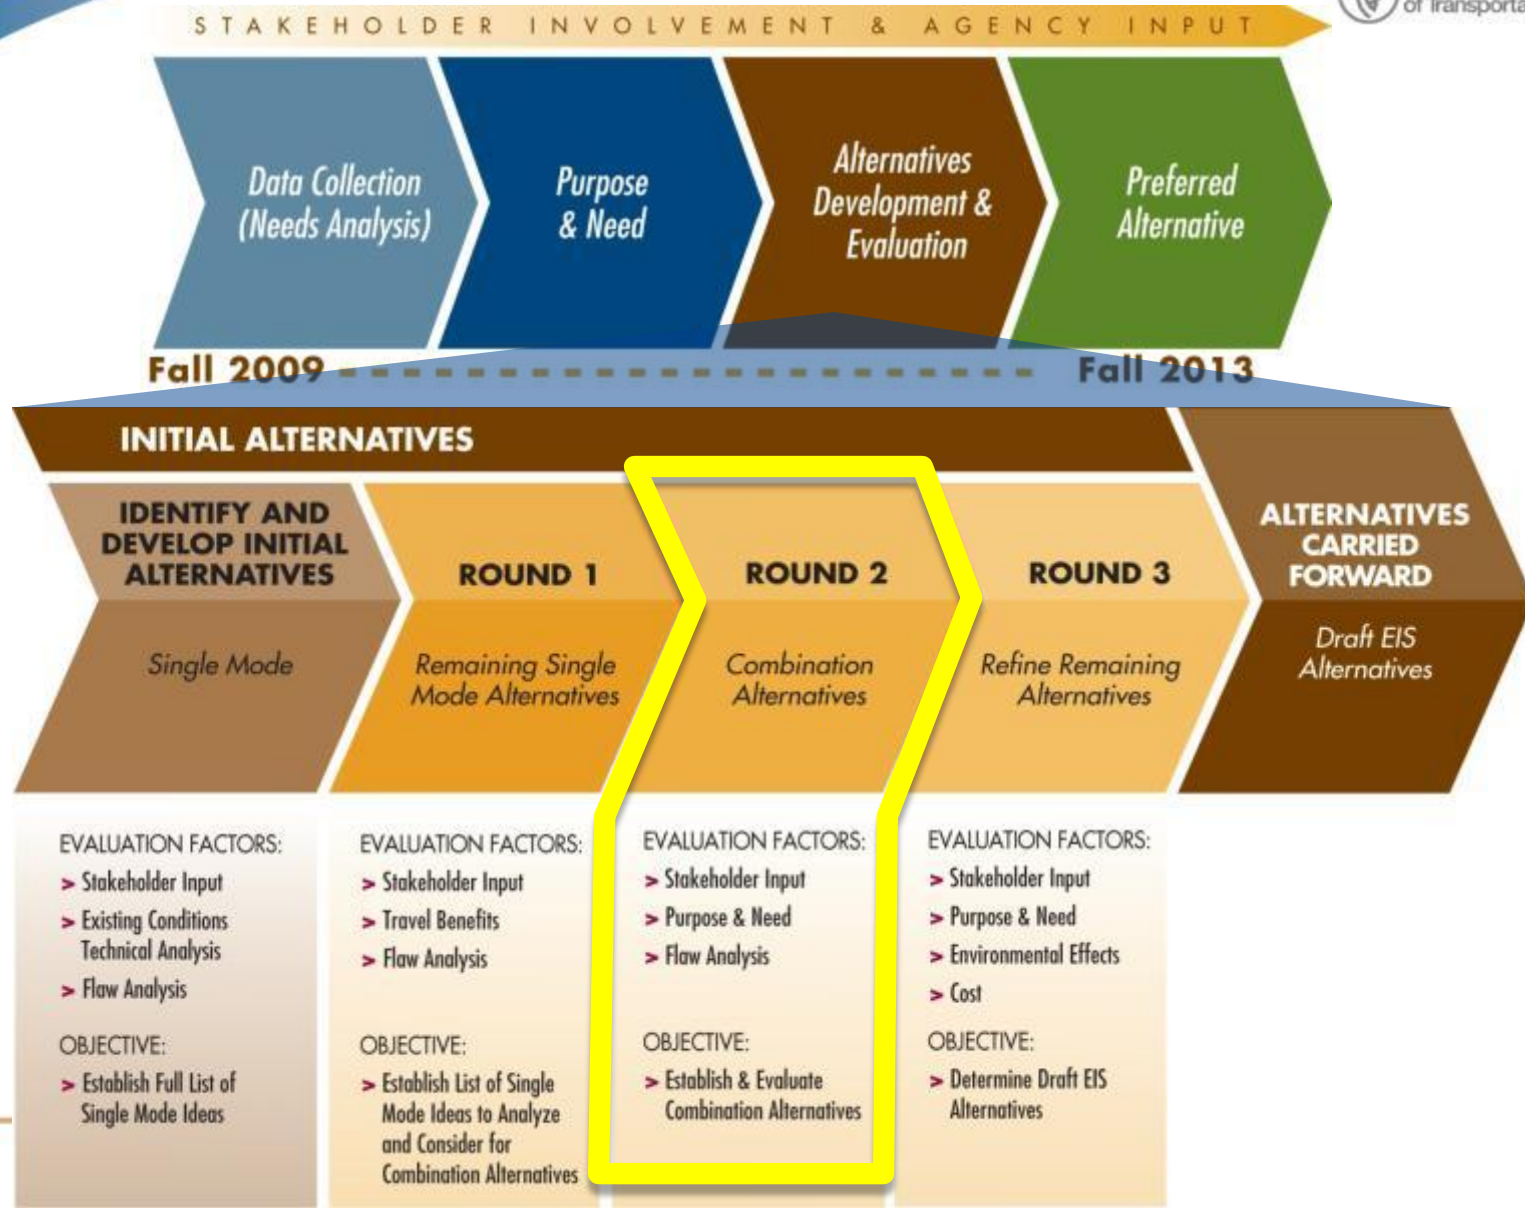 of Transporta
STAKEHOLDER INVOLVEMENT & AGENCY INPUT
Data Collection
(Needs Analysis)
Purpose
& Need
Alternatives
Development &
Evaluation
Preferred
Alternative
Fall 2009
Fall 2013
INITIAL ALTERNATIVES
IDENTIFY AND
DEVELOP INITIAL
ALTERNATIVES
Single Mode
ROUND 1
Remaining Single
Mode Alternatives
ROUND 2
Combination
Alternatives
ROUND 3
Refine Remaining
Alternatives
ALTERNATIVES
CARRIED
FORWARD
Draft EIS
Alternatives
EVALUATION FACTORS:
> Stakeholder Input
> Existing Conditions
Technical Analysis
> Flaw Analysis
OBJECTIVE:
> Establish Full List of
Single Mode Ideas
EVALUATION FACTORS:
> Stakeholder Input
> Travel Benefits
> Flaw Analysis
OBJECTIVE:
> Establish List of Single
Mode Ideas to Analyze
and Consider for
Combination Alternatives
EVALUATION FACTORS:
> Stakeholder Input
> Purpose & Need
> Flaw Analysis
OBJECTIVE:
> Establish & Evaluate
Combination Alternatives
EVALUATION FACTORS:
> Stakeholder Input
> Purpose & Need
> Environmental Effects
> Cost
OBJECTIVE:
> Determine Draft EIS
Alternatives